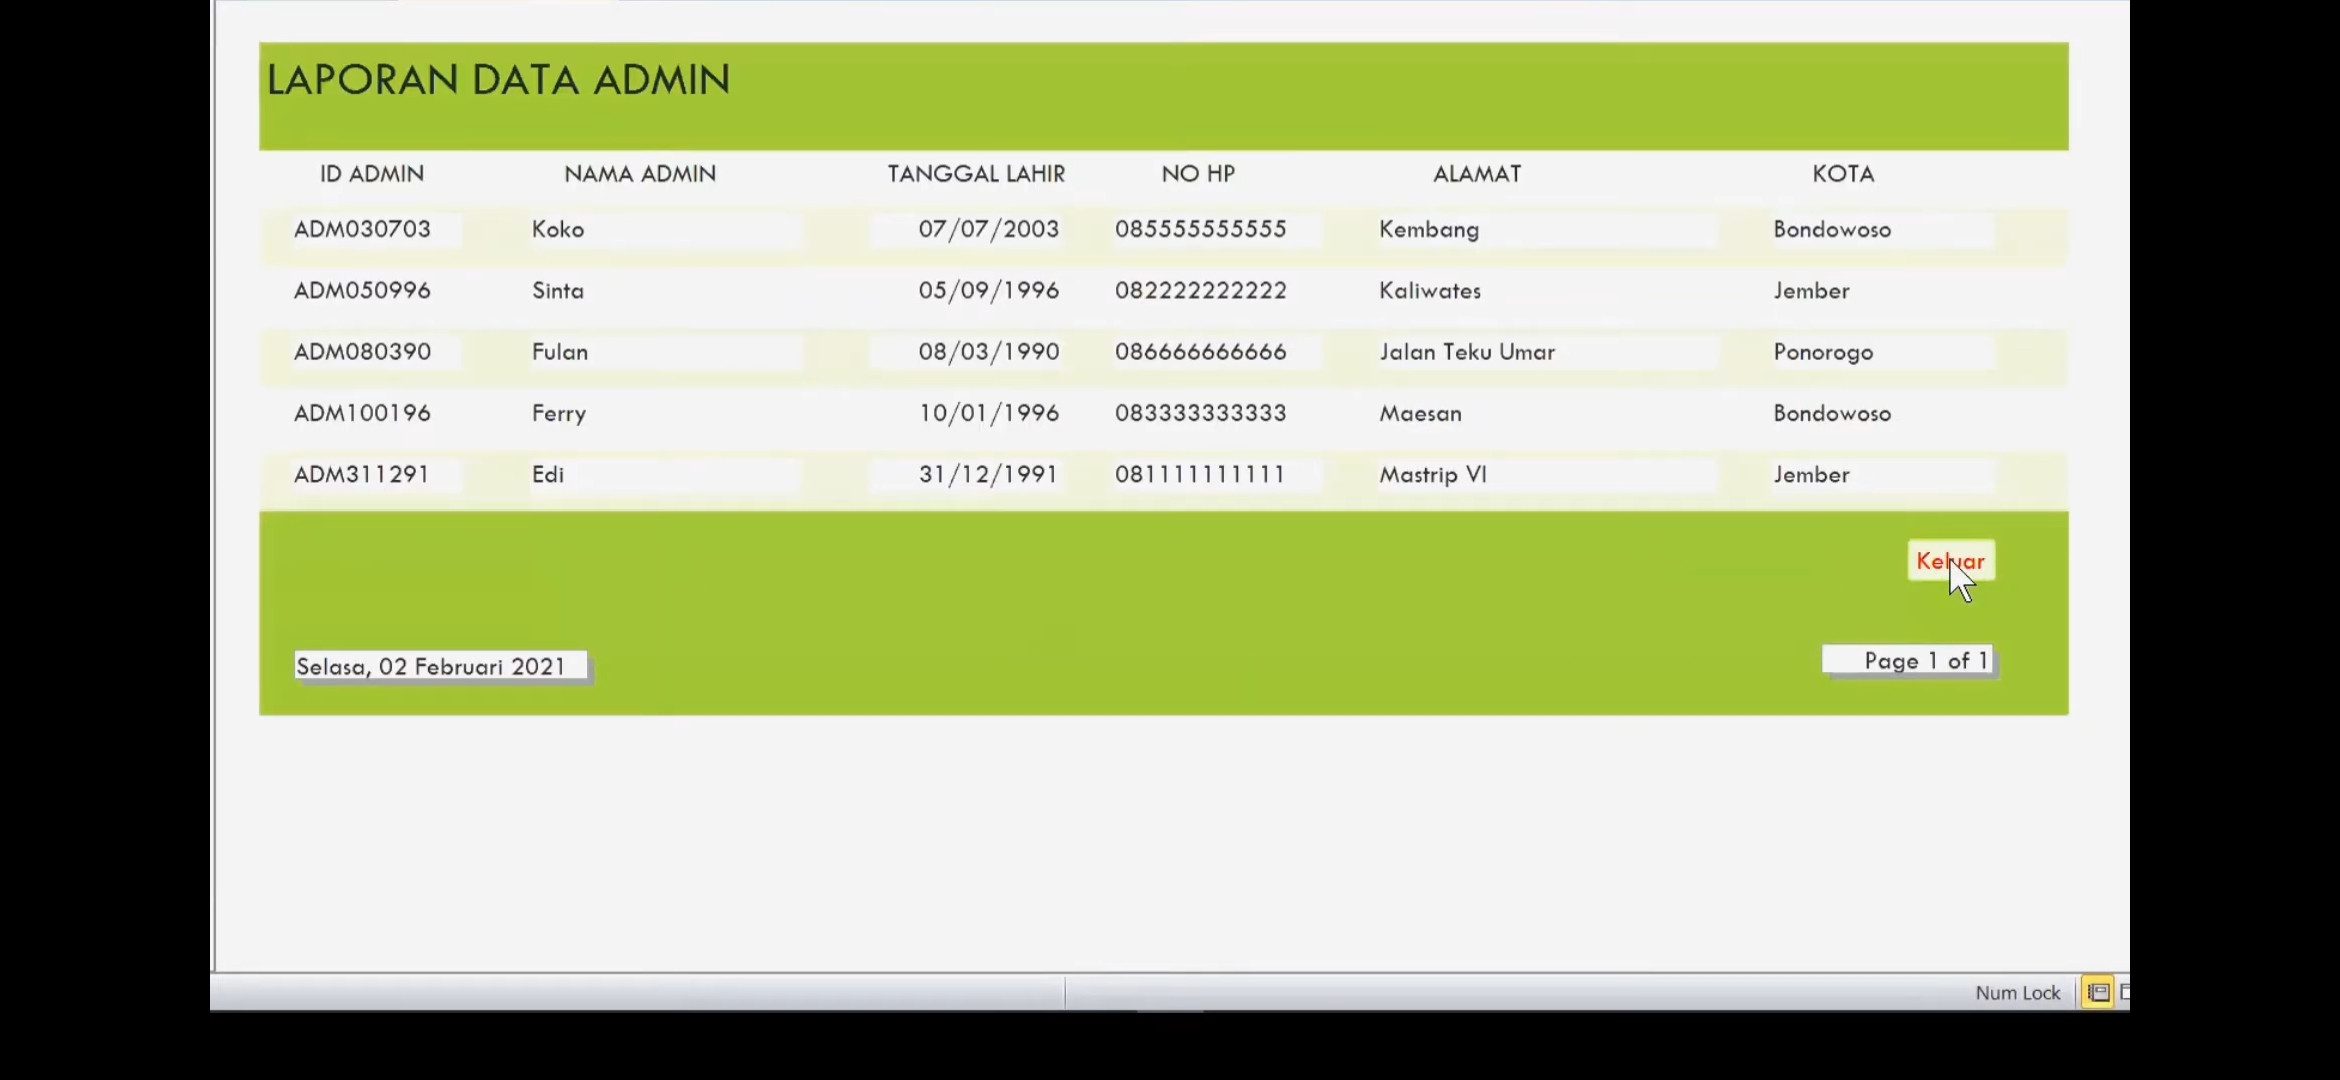 LAPORAN DATA ADMIN
ID ADMIN NAMA ADMIN TANGGAL LAHIR NO HP ALAMAT KOTA
ADM030703 Koko 07/07/2003 085555555555 Kembang Bondowoso
ADM050996 Sinta 05/09/1996 082222222222 Kaliwates Jember
ADM080390 Fulan 08/03/1990 086666666666 Jalan Teku Umar Ponorogo
ADM100196 Ferry 10/01/1996 083333333333 Maesan Bondowoso
ADM311291 Edi 31/12/1991 081111111111 Mastrip VI Jember
Keluar
Selasa, 02 Februari 2021 Page 1 of 1
Num Lock